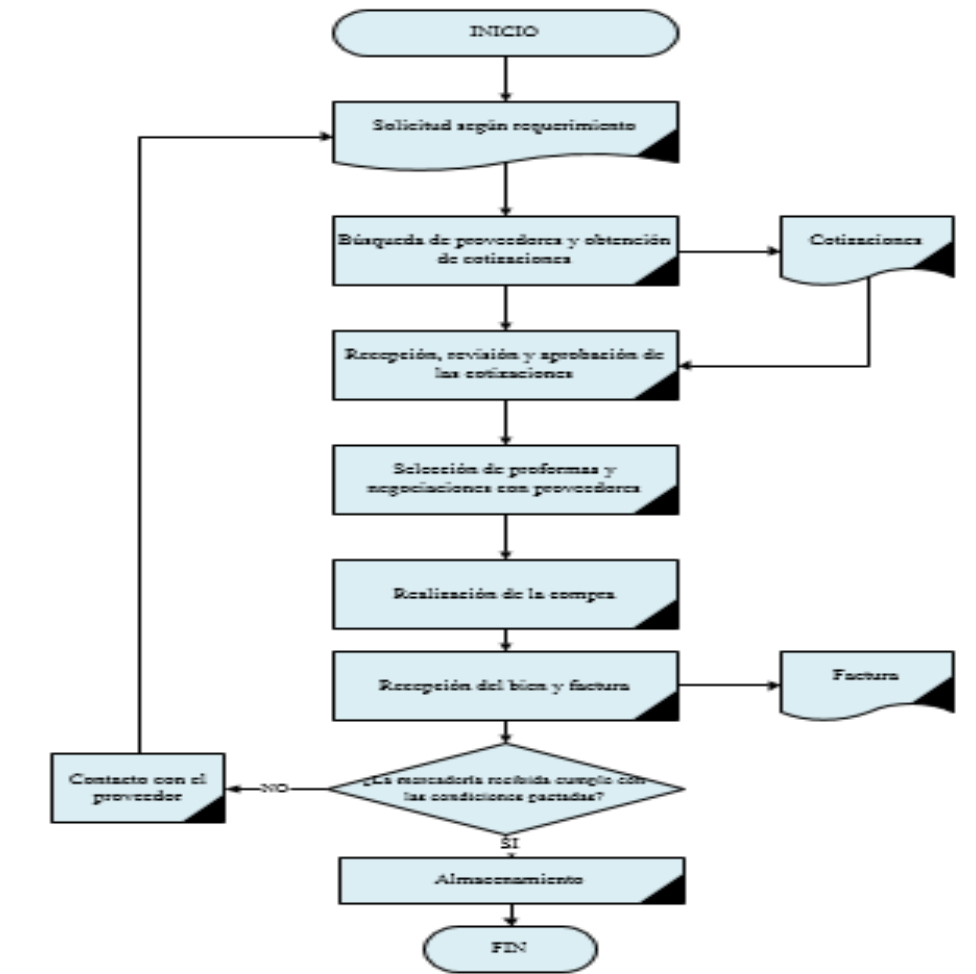 INICIO
Solicitud según requerimiento
Búsqueda de proveedores y obtención
de cotizaciones
Cotizaciones
Recepción, revisión y aprobación de
las cotizaciones
Selección de proformas y
negociaciones con proveedores
Realización de la compra
Recepción del bien y factura
Factura
¿La mercadería recibida cumple con
las condiciones pactadas?
NO
Contacto con el
proveedor
SI
Almacenamiento
FIN